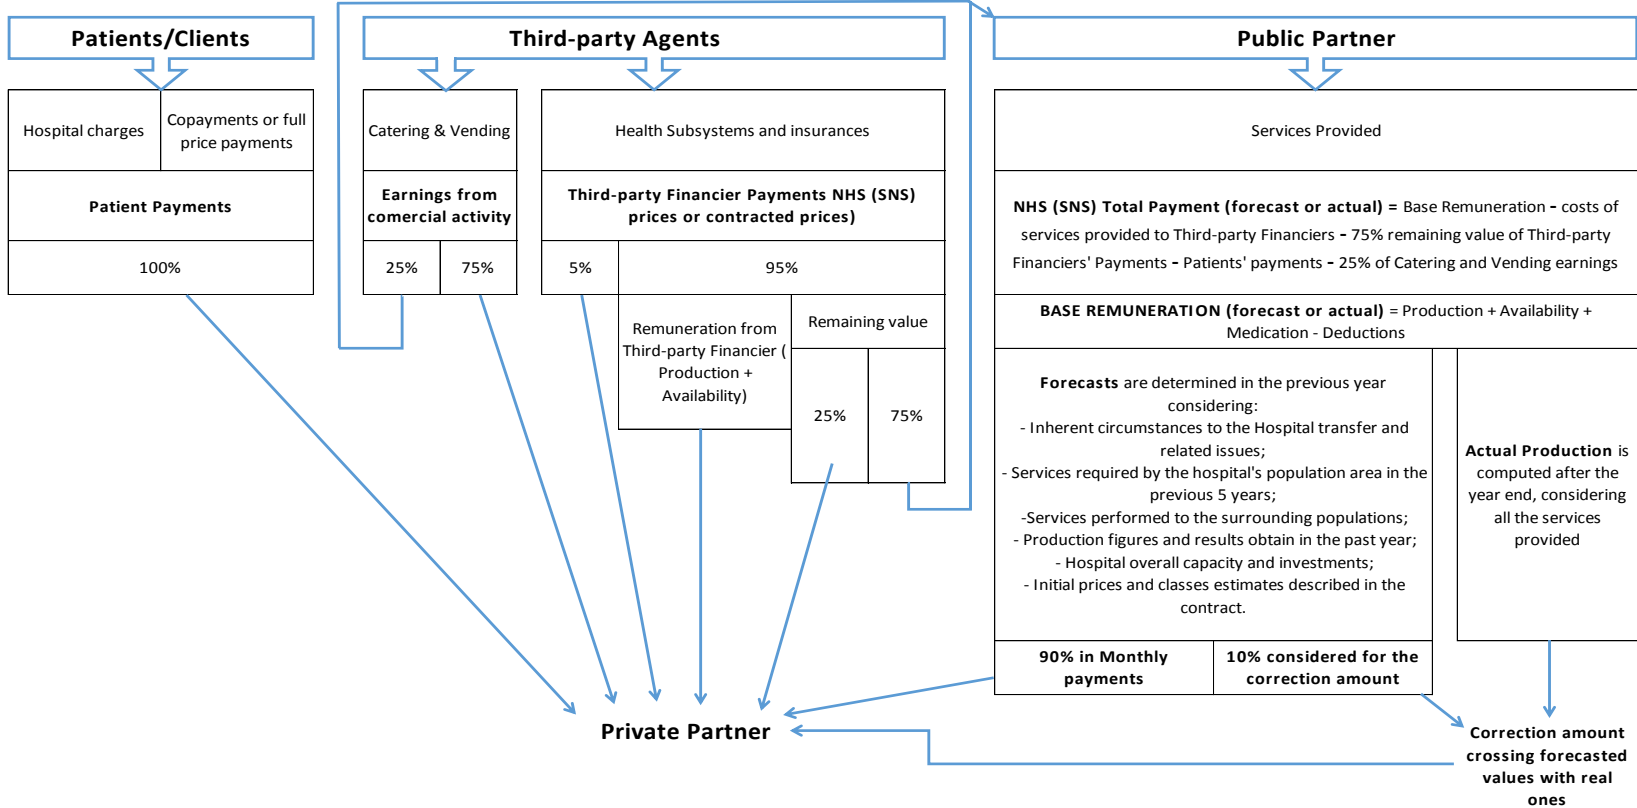 Patients/Clients
Third-party Agents
Public Partner
Hospital charges
Copayments or full
price payments
Patient Payments
100%
Catering & Vending
Earnings from
comercial activity
25%
75%
Health Subsystems and insurances
Third-party Financier Payments NHS (SNS)
prices or contracted prices)
5%
95%
Remuneration from
Third-party Financier (
Production +
Availability)
Remaining value
25%
75%
Services Provided
NHS (SNS) Total Payment (forecast or actual) = Base Remuneration - costs of
services provided to Third-party Financiers - 75% remaining value of Third-party
Financiers' Payments - Patients' payments - 25% of Catering and Vending earnings
BASE REMUNERATION (forecast or actual) = Production + Availability +
Medication - Deductions
Forecasts are determined in the previous year
considering:
- Inherent circumstances to the Hospital transfer and
related issues;
- Services required by the hospital's population area in the
previous 5 years;
-Services performed to the surrounding populations;
- Production figures and results obtain in the past year;
- Hospital overall capacity and investments;
- Initial prices and classes estimates described in the
contract.
Actual Production is
computed after the
year end, considering
all the services
provided
90% in Monthly
payments
10% considered for the
correction amount
Private Partner
Correction amount
crossing forecasted
values with real
ones